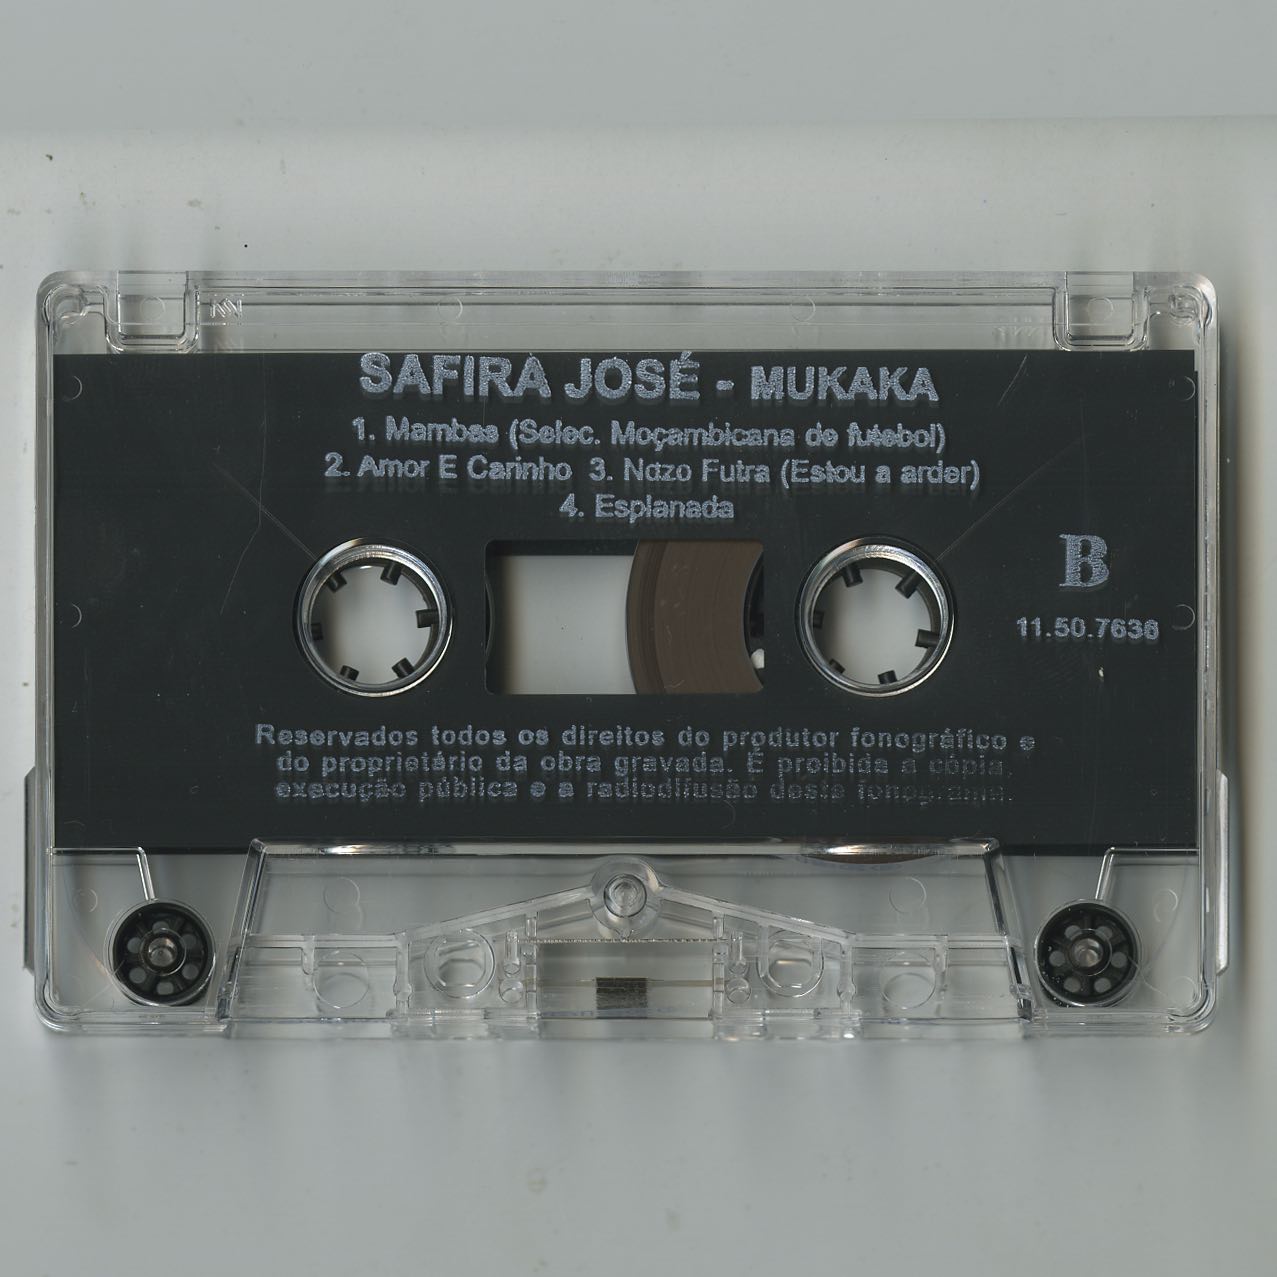 SAFIRA JOSÉ - MUKAKA
1. Mambas (Selec. Moçambicana de futebol)
2. Amor E Carinho 3. Ndzo Futra (Estou a arder)
4. Esplanada
B
11.50.7636
Reservados todos os direitos do produtor fonográfico e
do proprietário da obra gravada. É proibida a cópia,
execução pública e a radiodifusão deste fonograma.